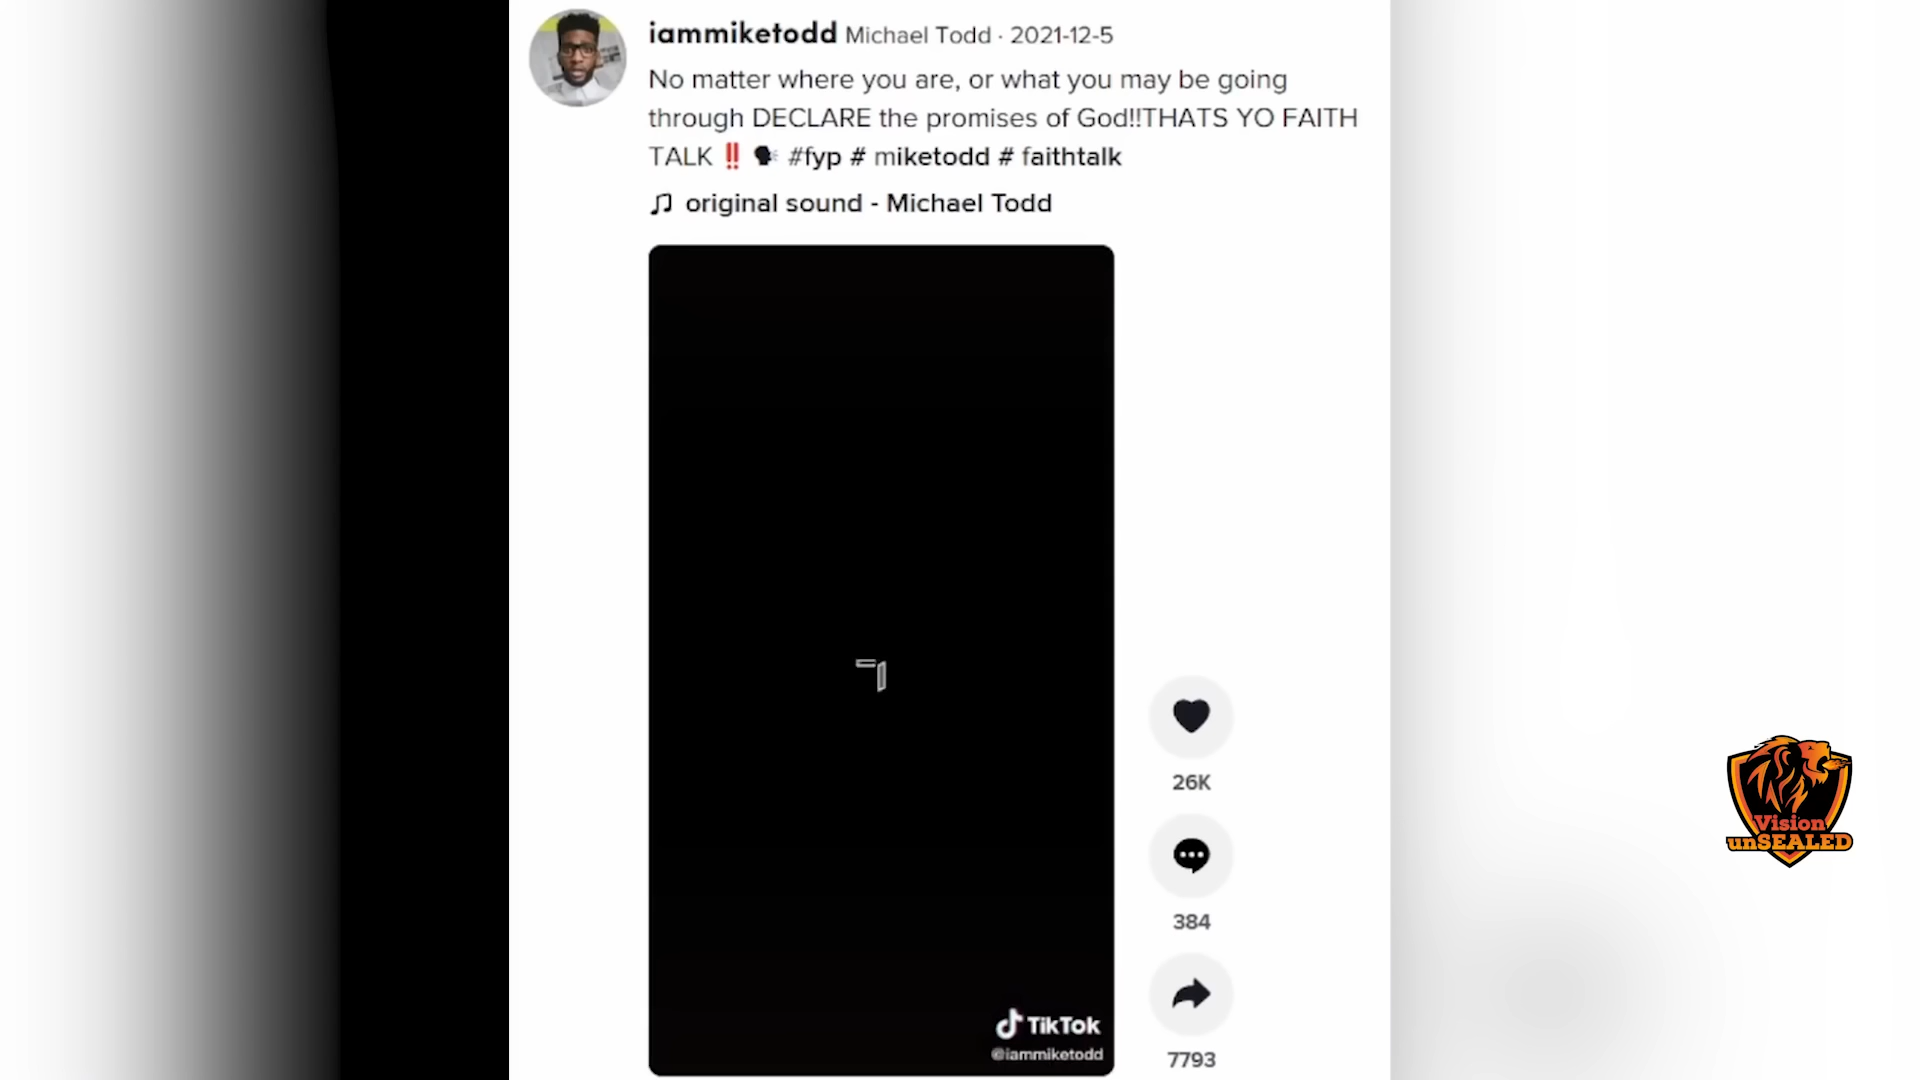 iammiketodd Michael Todd · 2021-12-5
No matter where you are, or what you may be going
through DECLARE the promises of God!!THATS YO FAITH
TALK ‼️ 🗣 #fyp # miketodd # faithtalk
♫ original sound - Michael Todd
26K
384
7793
TikTok
@iammiketodd
Vision
unSEALED